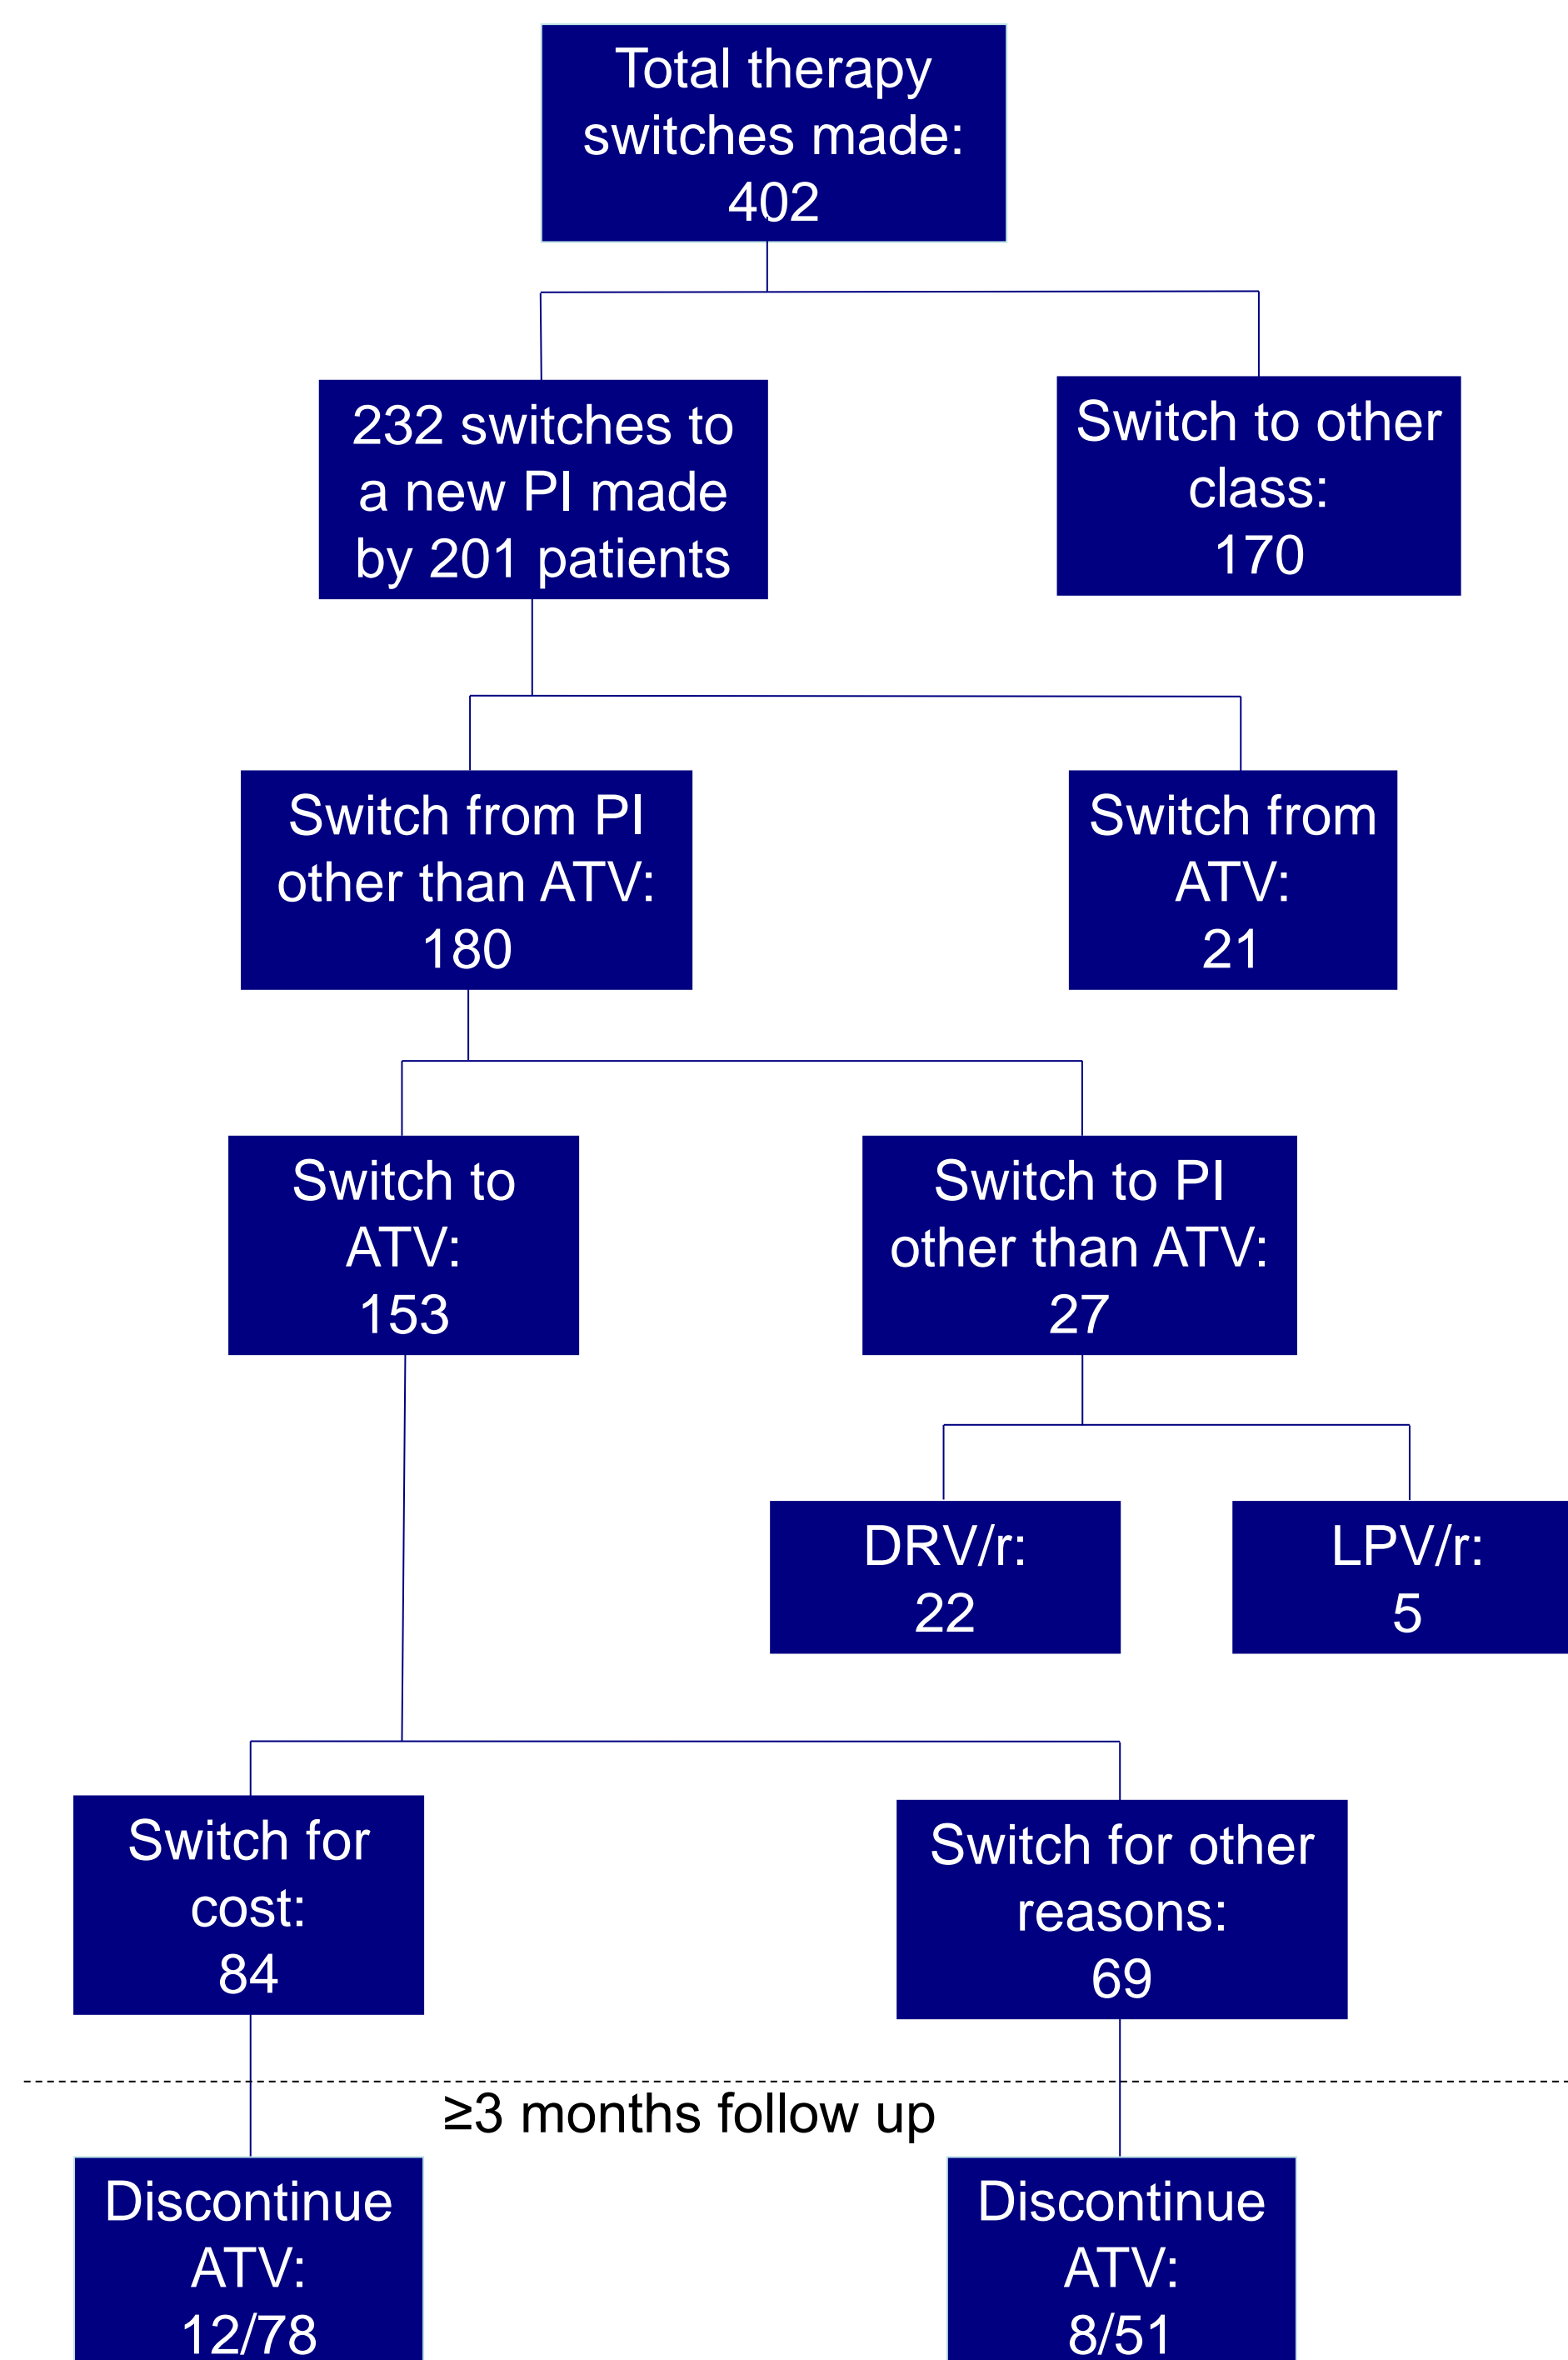 Total therapy
switches made:
402
232 switches to
a new PI made
by 201 patients
Switch to other
class:
170
Switch from PI
other than ATV:
180
Switch from
ATV:
21
Switch to
ATV:
153
Switch to PI
other than ATV:
27
DRV/r:
22
LPV/r:
5
Switch for
cost:
84
Switch for other
reasons:
69
≥3 months follow up
Discontinue
ATV:
12/78
Discontinue
ATV:
8/51